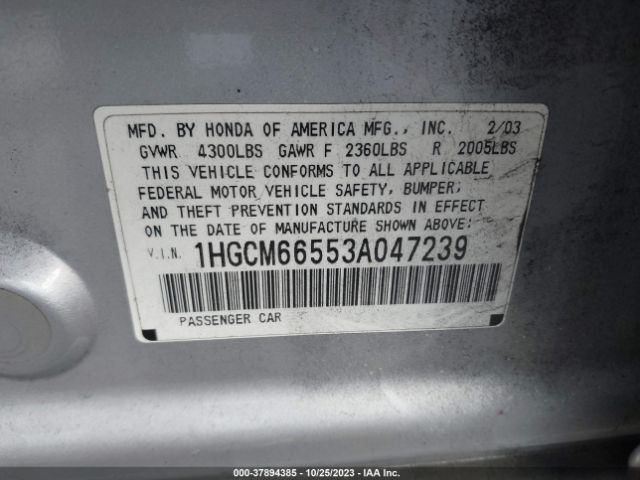 MFD. BY HONDA OF AMERICA MFG., INC. 2/03
GVWR 4300LBS GAWR F 2360LBS R 2005LBS
THIS VEHICLE CONFORMS TO ALL APPLICABLE
FEDERAL MOTOR VEHICLE SAFETY, BUMPER,
AND THEFT PREVENTION STANDARDS IN EFFECT
ON THE DATE OF MANUFACTURE SHOWN ABOVE:
V.I.N. 1HGCM66553A047239
PASSENGER CAR
00-37894385 - 10/25/2023 - IAA Inc.